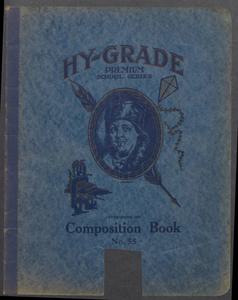 HY-GRADE
PREMIUM
SCHOOL SERIES
Composition Book
No. 55